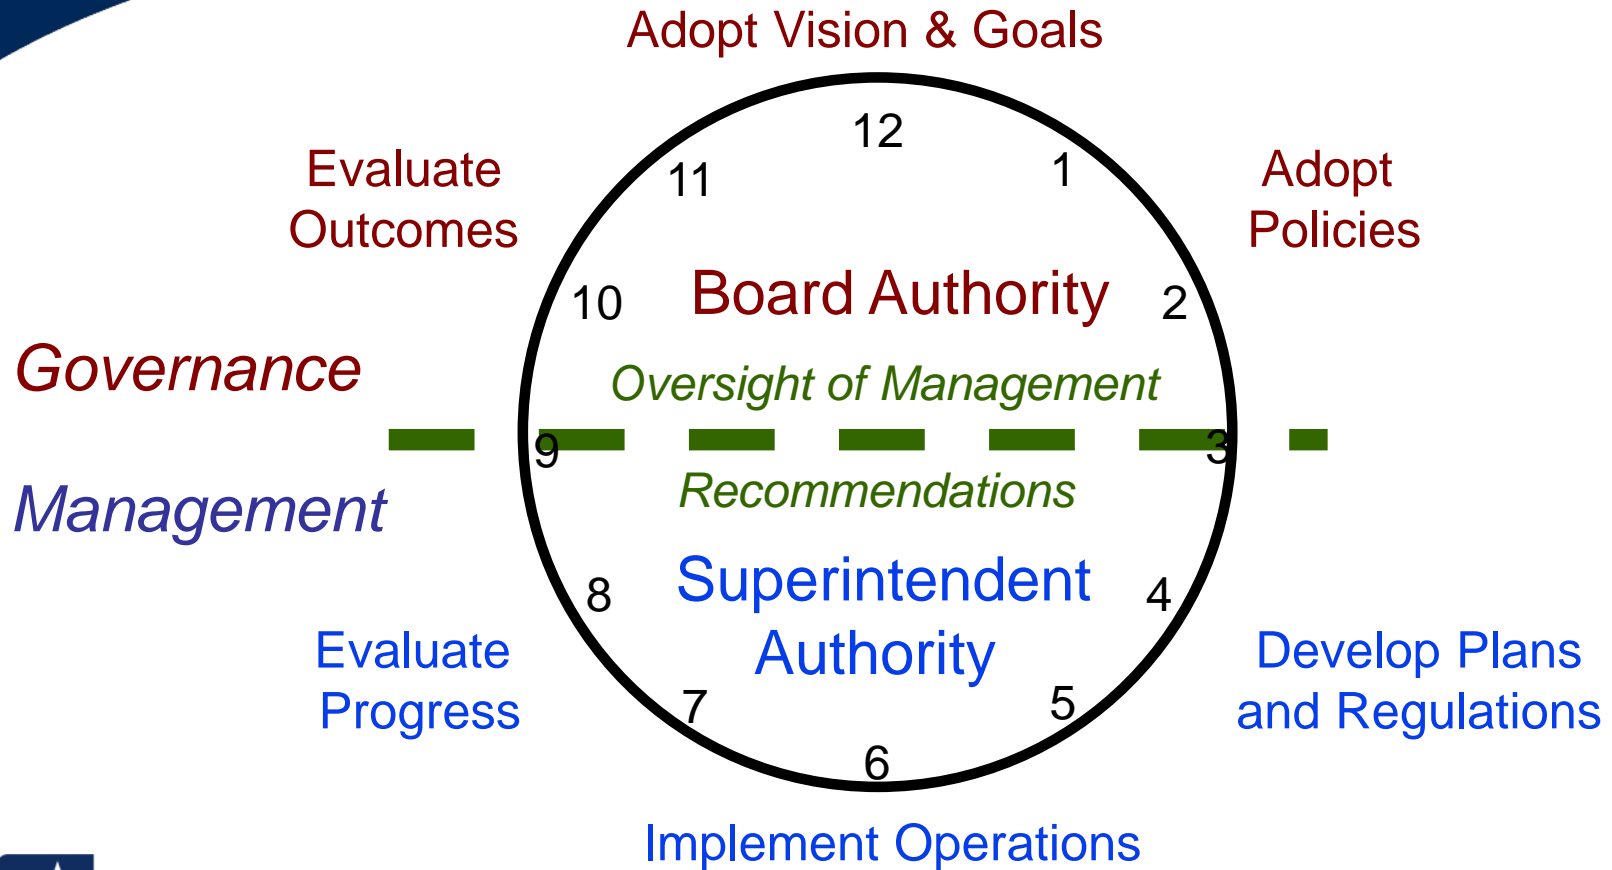 Adopt Vision & Goals
12
11
1
Evaluate
Outcomes
Adopt
Policies
10
Board Authority
2
Governance
Oversight of Management
9
3
Management
Recommendations
8
Superintendent
Authority
4
Evaluate
Progress
Develop Plans
and Regulations
7
5
6
Implement Operations